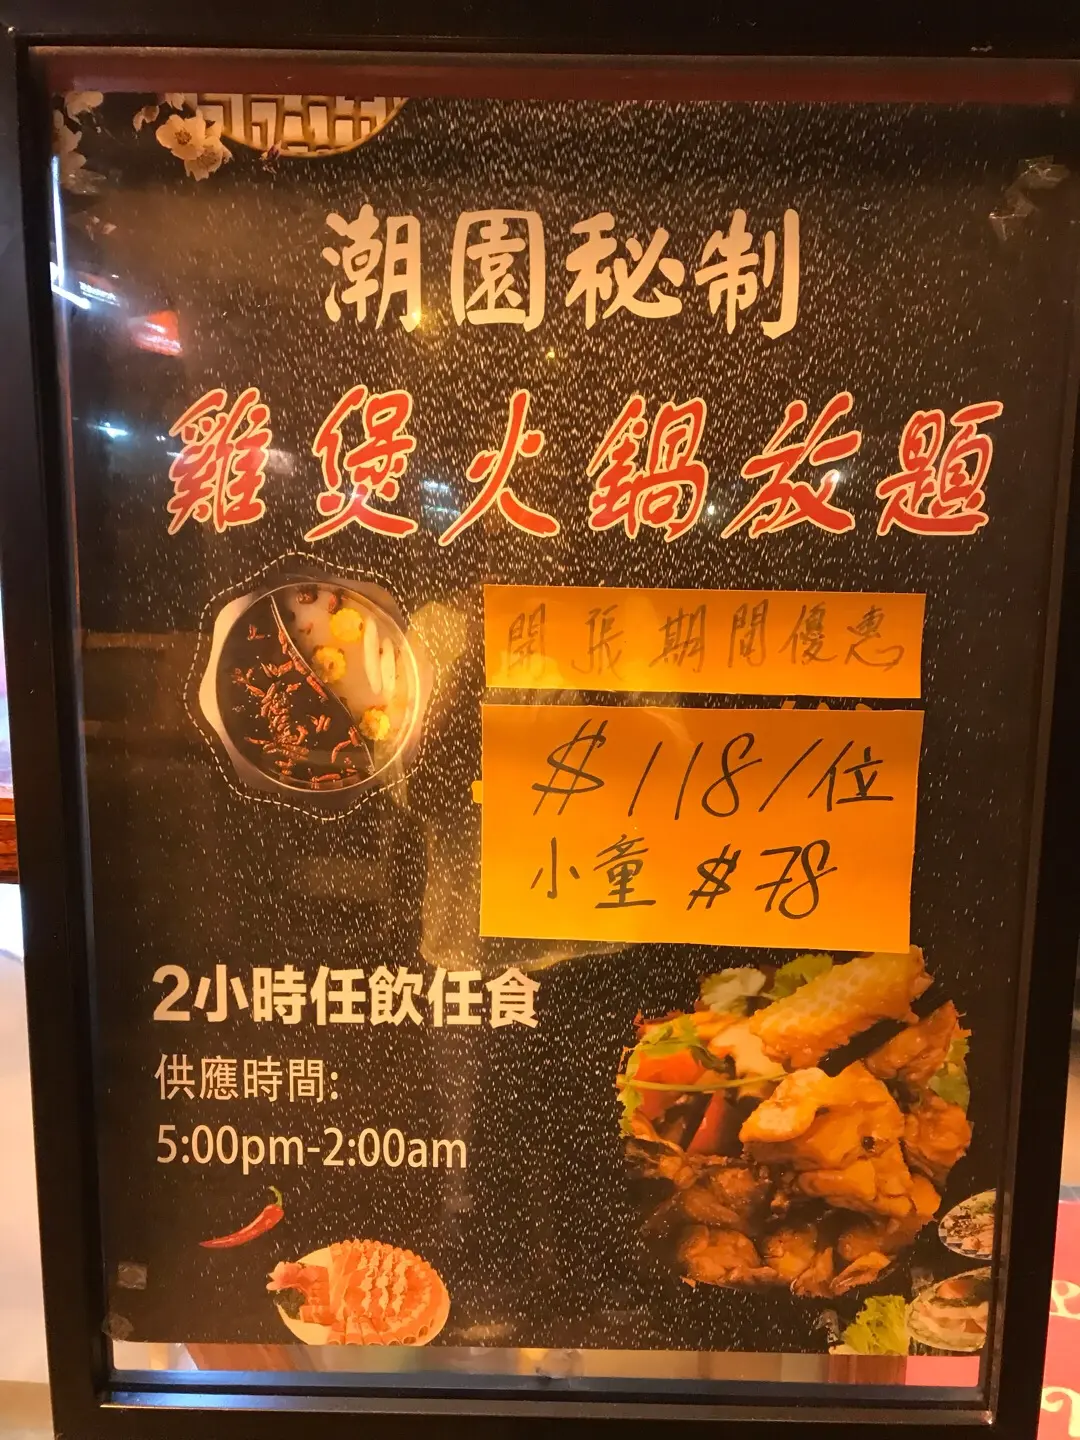 潮園秘制
雞煲火鍋放題
開張期間優惠
$118/位
小童 $78
2小時任飲任食
供應時間:
5:00pm-2:00am